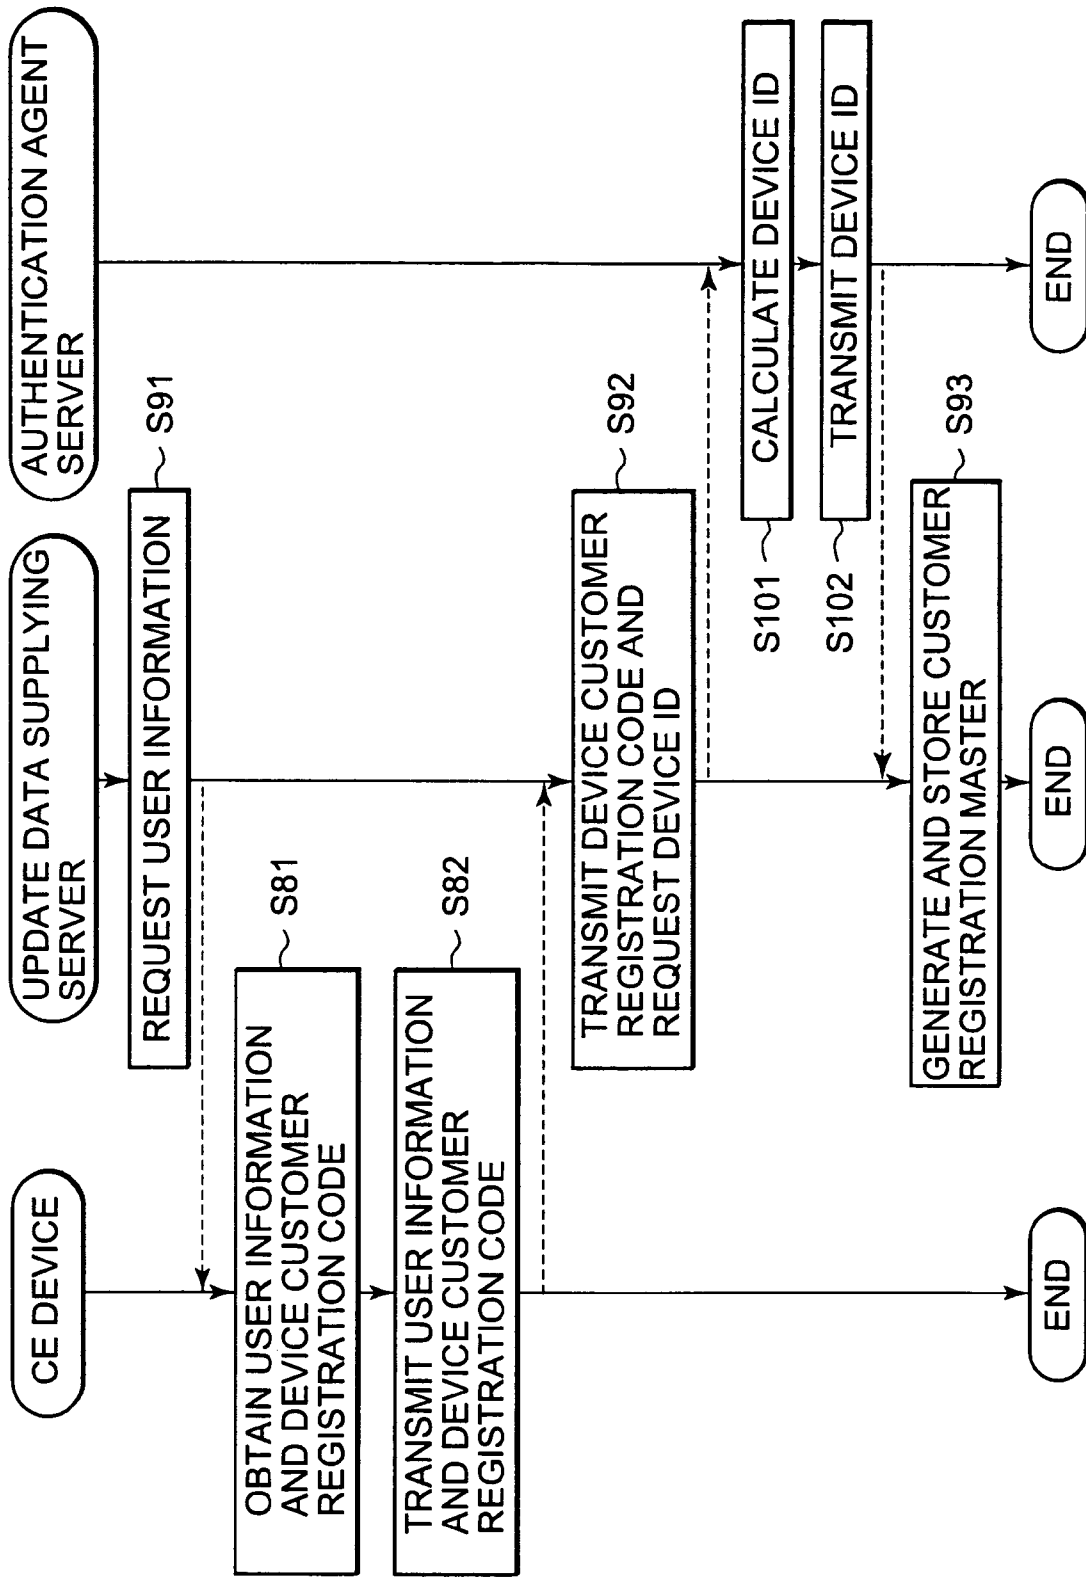 CE DEVICE
UPDATE DATA SUPPLYING
SERVER
AUTHENTICATION AGENT
SERVER
REQUEST USER INFORMATION
S91
OBTAIN USER INFORMATION
AND DEVICE CUSTOMER
REGISTRATION CODE
S81
TRANSMIT USER INFORMATION
AND DEVICE CUSTOMER
REGISTRATION CODE
S82
TRANSMIT DEVICE CUSTOMER
REGISTRATION CODE AND
REQUEST DEVICE ID
S92
S101
CALCULATE DEVICE ID
S102
TRANSMIT DEVICE ID
GENERATE AND STORE CUSTOMER
REGISTRATION MASTER
S93
END
END
END